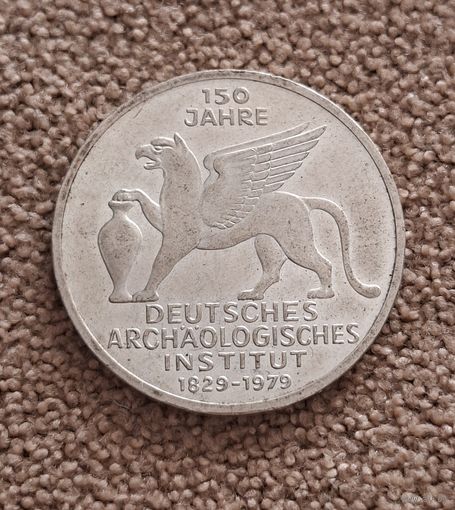 150
JAHRE
DEUTSCHES
ARCHÄOLOGISCHES
INSTITUT
1829-1979